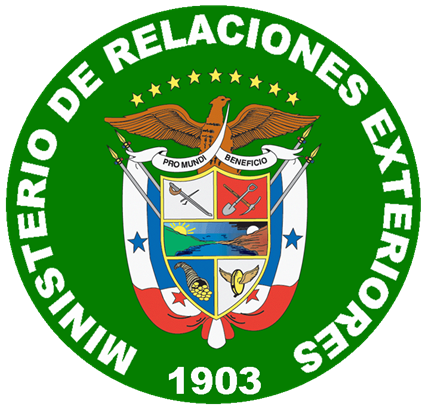 MINISTERIO DE RELACIONES EXTERIORES
PRO MUNDI BENEFICIO
1903